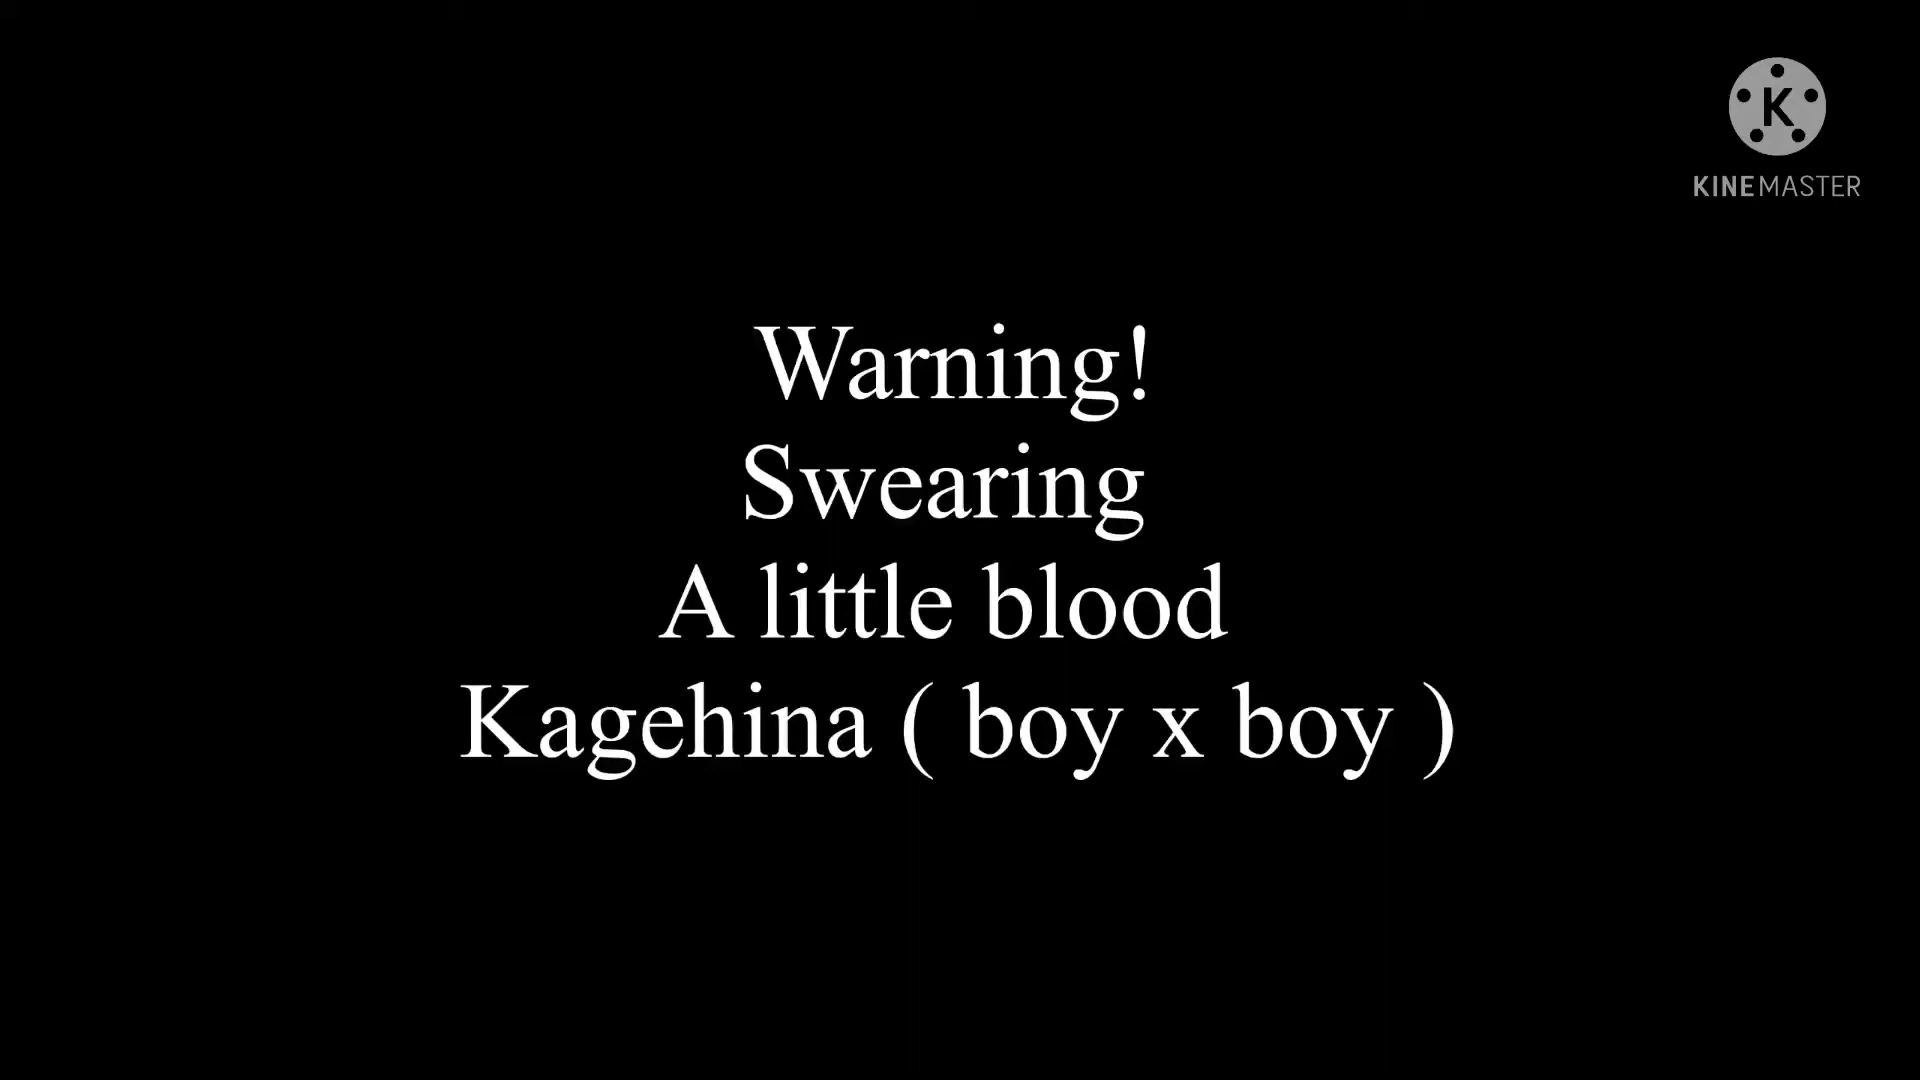 K
KINEMASTER
Warning!
Swearing
A little blood
Kagehina ( boy x boy )